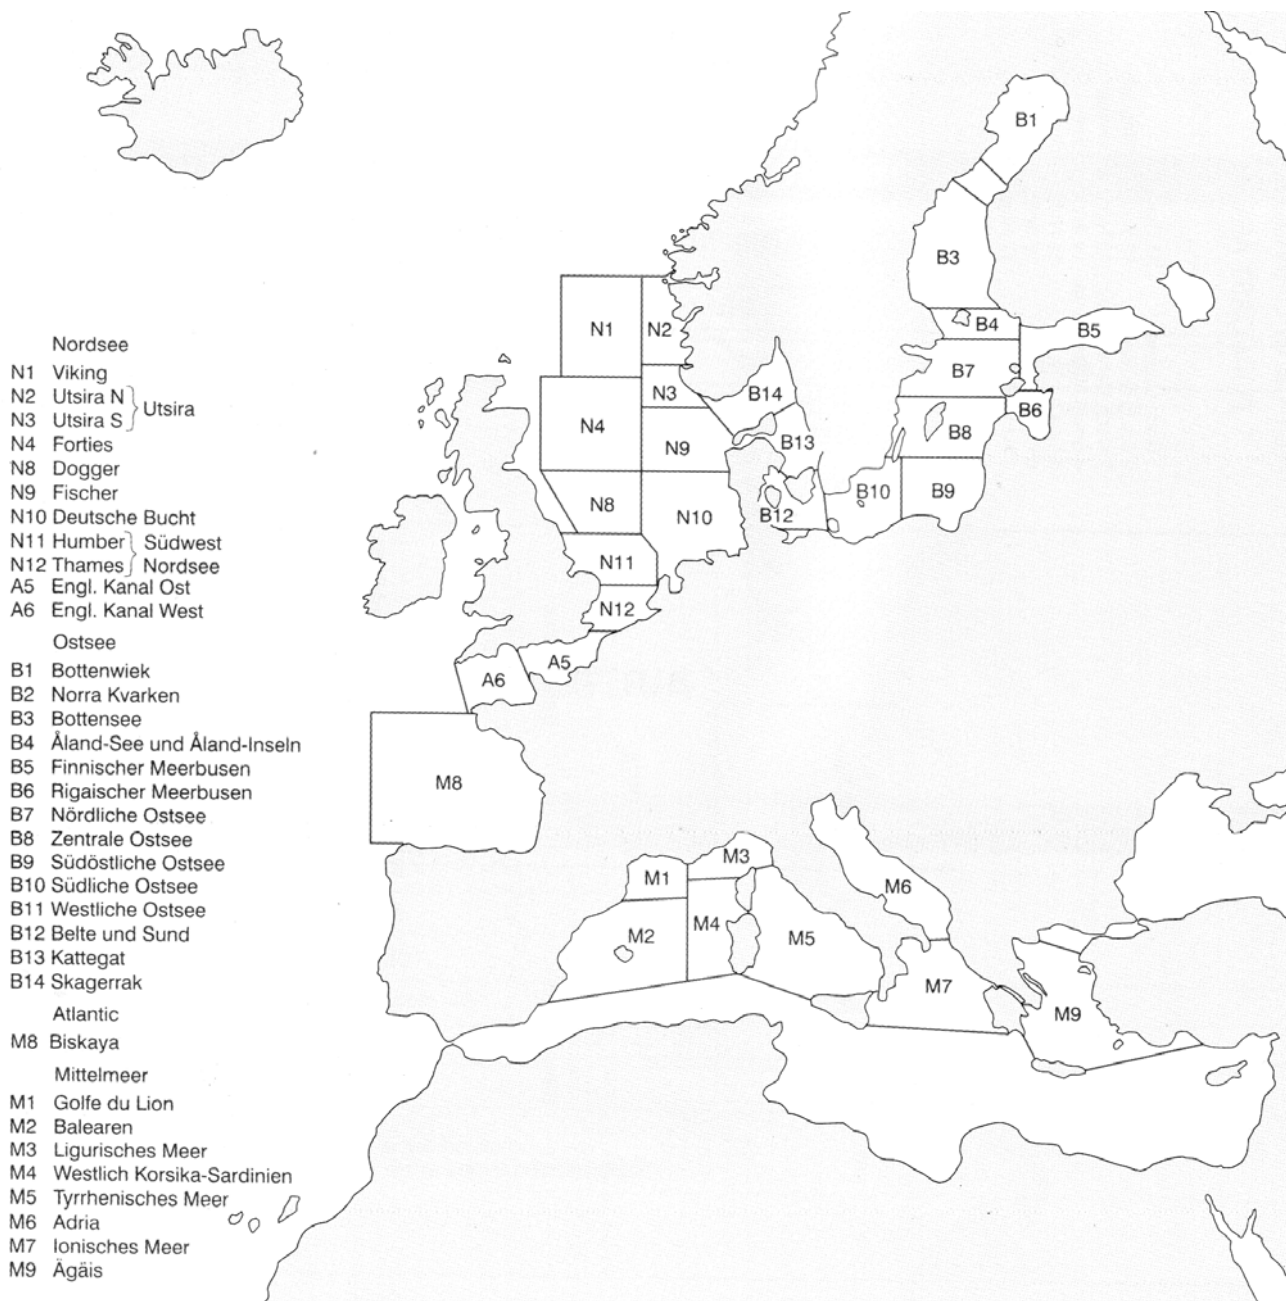 Nordsee
N1 Viking
N2 Utsira N
N3 Utsira S
Utsira
N4 Forties
N8 Dogger
N9 Fischer
N10 Deutsche Bucht
N11 Humber
N12 Thames
Südwest
Nordsee
A5 Engl. Kanal Ost
A6 Engl. Kanal West
Ostsee
B1 Bottenwiek
B2 Norra Kvarken
B3 Bottensee
B4 Åland-See und Åland-Inseln
B5 Finnischer Meerbusen
B6 Rigaischer Meerbusen
B7 Nördliche Ostsee
B8 Zentrale Ostsee
B9 Südöstliche Ostsee
B10 Südliche Ostsee
B11 Westliche Ostsee
B12 Belte und Sund
B13 Kattegat
B14 Skagerrak
Atlantic
M8 Biskaya
Mittelmeer
M1 Golfe du Lion
M2 Balearen
M3 Ligurisches Meer
M4 Westlich Korsika-Sardinien
M5 Tyrrhenisches Meer
M6 Adria
M7 Ionisches Meer
M9 Ägäis
B1
B3
B4
B5
N1
N2
B7
N3
B14
B6
N4
N9
B13
B8
N8
N10
B12
B10
B9
N11
N12
A5
A6
M8
M3
M1
M6
M4
M2
M5
M7
M9